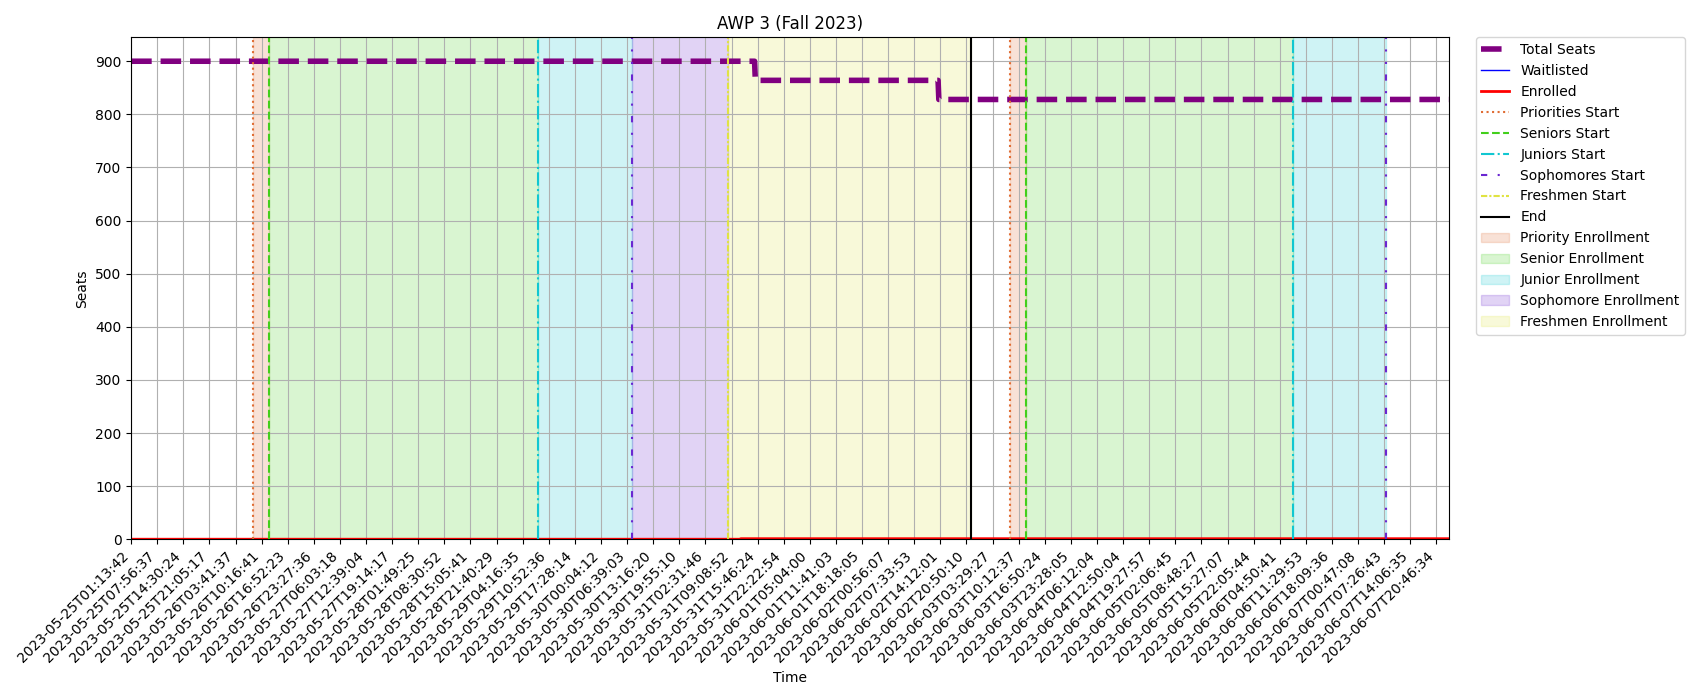 AWP 3 (Fall 2023)
Seats
900
800
700
600
500
400
300
200
100
0
2023-05-25T01:13:42
2023-05-25T07:56:37
2023-05-25T14:30:24
2023-05-25T21:05:17
2023-05-26T03:41:37
2023-05-26T10:16:41
2023-05-26T16:52:23
2023-05-26T23:27:36
2023-05-27T06:03:18
2023-05-27T12:39:04
2023-05-27T19:14:17
2023-05-28T01:49:25
2023-05-28T08:30:52
2023-05-28T15:05:41
2023-05-28T21:40:29
2023-05-29T04:16:35
2023-05-29T10:52:36
2023-05-29T17:28:14
2023-05-30T00:04:12
2023-05-30T06:39:03
2023-05-30T13:16:20
2023-05-30T19:55:10
2023-05-31T02:31:46
2023-05-31T09:08:52
2023-05-31T15:46:24
2023-05-31T22:22:54
2023-06-01T05:04:00
2023-06-01T11:41:03
2023-06-01T18:18:05
2023-06-02T00:56:07
2023-06-02T07:33:53
2023-06-02T14:12:01
2023-06-02T20:50:10
2023-06-03T03:29:27
2023-06-03T10:12:37
2023-06-03T16:50:24
2023-06-03T23:28:05
2023-06-04T06:12:04
2023-06-04T12:50:04
2023-06-04T19:27:57
2023-06-05T02:06:45
2023-06-05T08:48:27
2023-06-05T15:27:07
2023-06-05T22:05:44
2023-06-06T04:50:41
2023-06-06T11:29:53
2023-06-06T18:09:36
2023-06-07T00:47:08
2023-06-07T07:26:43
2023-06-07T14:06:35
2023-06-07T20:46:34
Time
Total Seats
Waitlisted
Enrolled
Priorities Start
Seniors Start
Juniors Start
Sophomores Start
Freshmen Start
End
Priority Enrollment
Senior Enrollment
Junior Enrollment
Sophomore Enrollment
Freshmen Enrollment